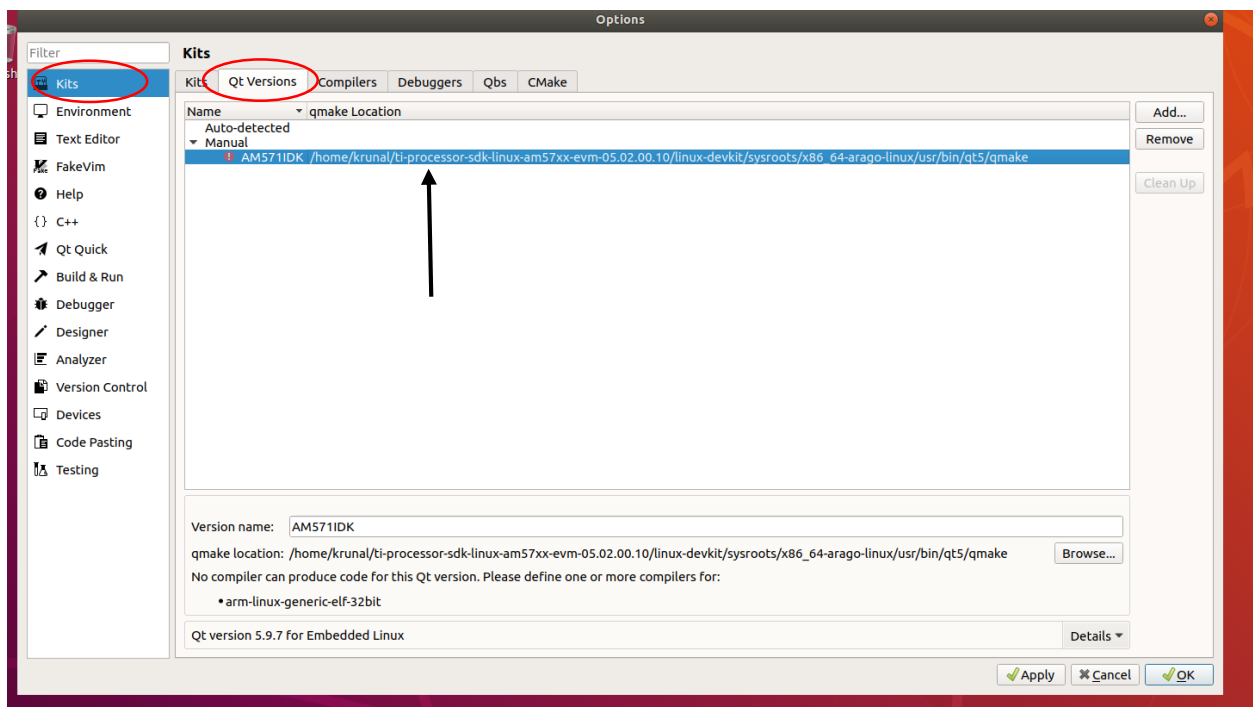 Options
Filter
Kits
Environment
Text Editor
FakeVim
Help
{} C++
Qt Quick
Build & Run
Debugger
Designer
Analyzer
Version Control
Devices
Code Pasting
Testing
Kits
Kits Qt Versions Compilers Debuggers Qbs CMake
Name qmake Location
Auto-detected
Manual
AM571IDK /home/krunal/ti-processor-sdk-linux-am57xx-evm-05.02.00.10/linux-devkit/sysroots/x86_64-arago-linux/usr/bin/qt5/qmake
Add...
Remove
Clean Up
Version name: AM571IDK
qmake location: /home/krunal/ti-processor-sdk-linux-am57xx-evm-05.02.00.10/linux-devkit/sysroots/x86_64-arago-linux/usr/bin/qt5/qmake Browse...
No compiler can produce code for this Qt version. Please define one or more compilers for:
•arm-linux-generic-elf-32bit
Qt version 5.9.7 for Embedded Linux Details
Apply Cancel OK